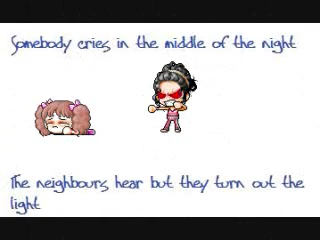 Somebody cries in the middle of the night
The neighbours hear but they turn out the
light